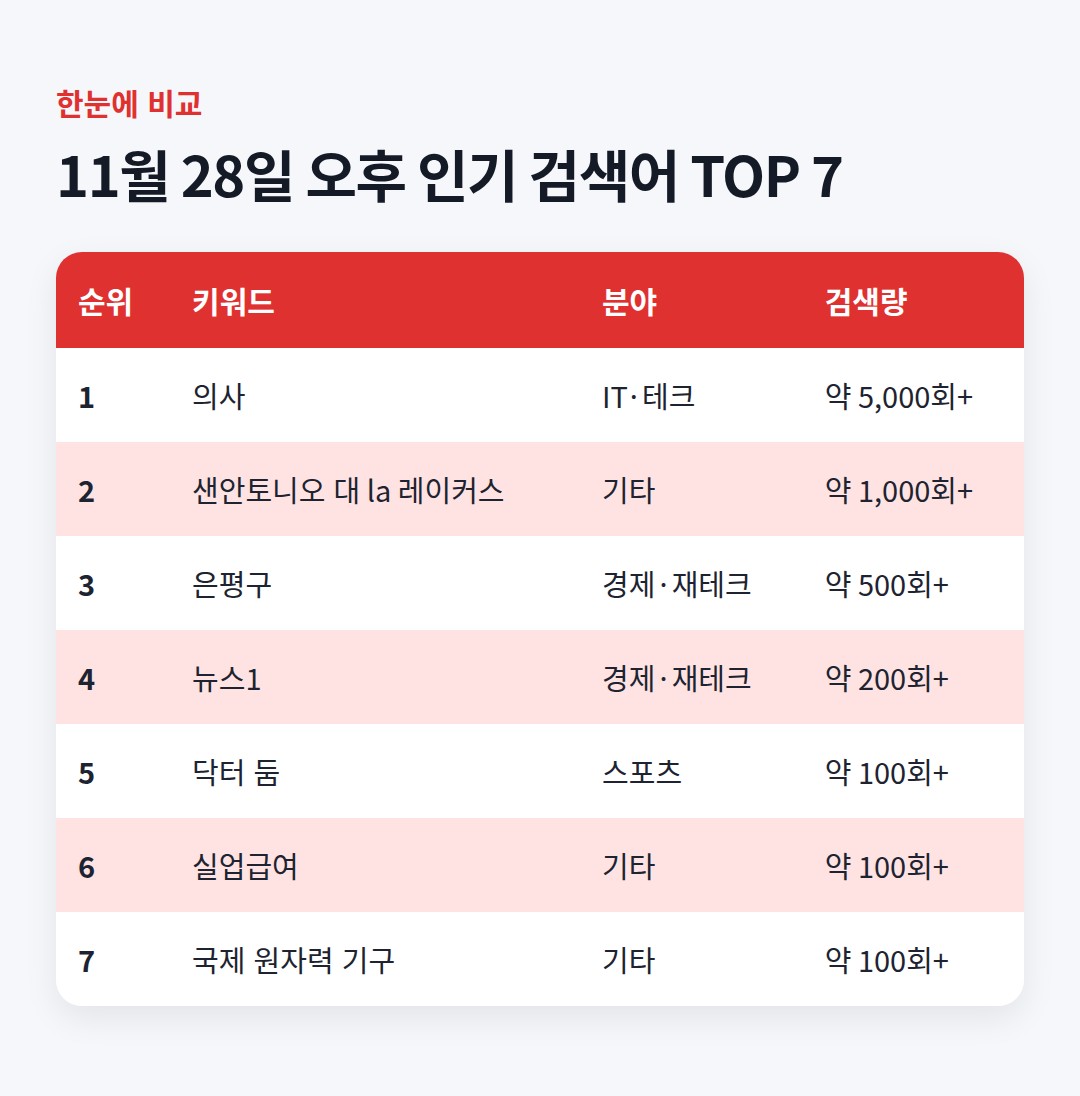 한눈에 비교
11월 28일 오후 인기 검색어 TOP 7
순위 키워드 분야 검색량
1 의사 IT·테크 약 5,000회+
2 샌안토니오 대 la 레이커스 기타 약 1,000회+
3 은평구 경제·재테크 약 500회+
4 뉴스1 경제·재테크 약 200회+
5 닥터 둠 스포츠 약 100회+
6 실업급여 기타 약 100회+
7 국제 원자력 기구 기타 약 100회+